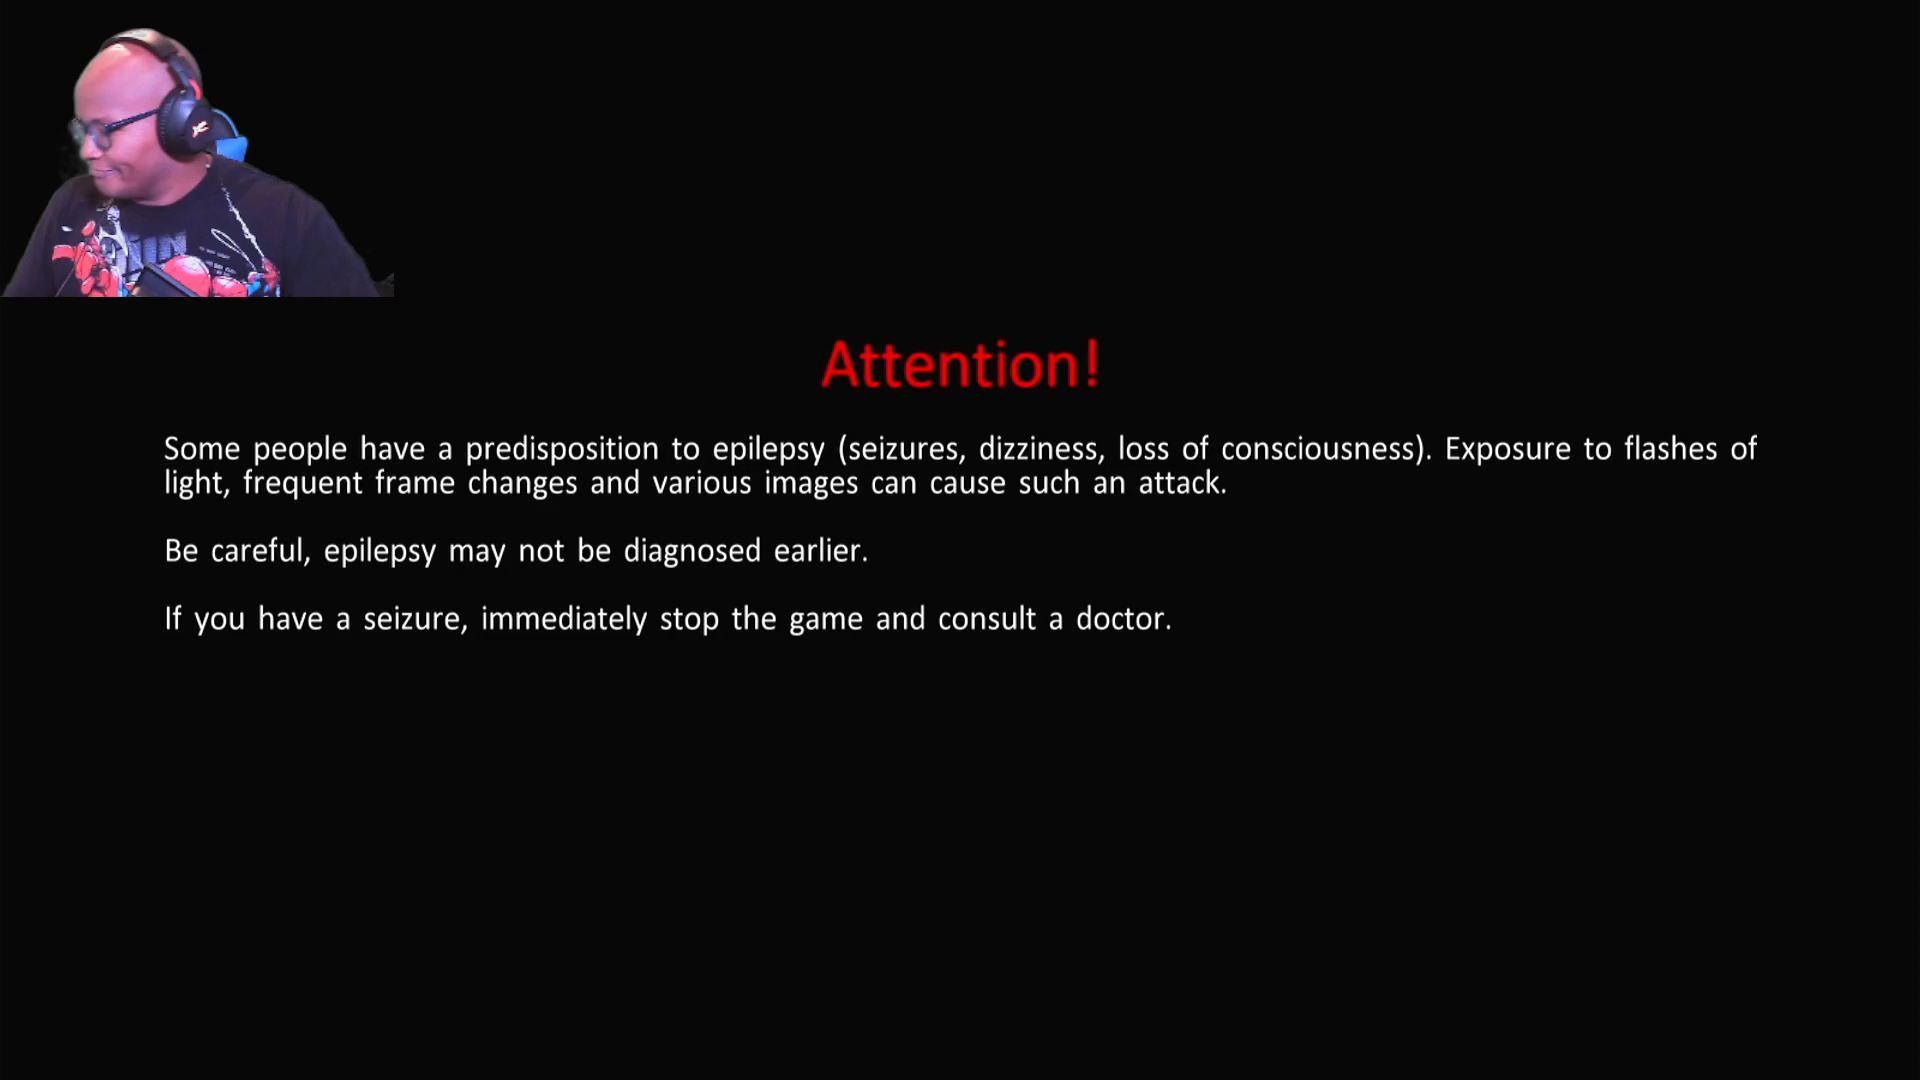 Attention!
Some people have a predisposition to epilepsy (seizures, dizziness, loss of consciousness). Exposure to flashes of
light, frequent frame changes and various images can cause such an attack.
Be careful, epilepsy may not be diagnosed earlier.
If you have a seizure, immediately stop the game and consult a doctor.